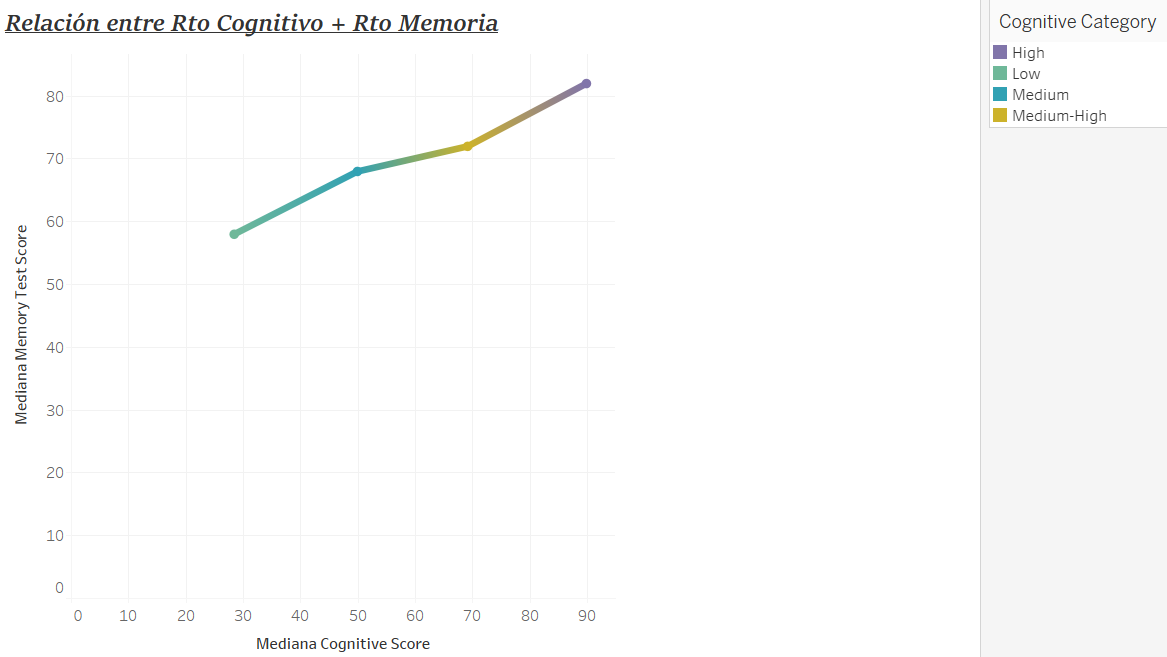 Relación entre Rto Cognitivo + Rto Memoria
Cognitive Category
High
Low
Medium
Medium-High
Mediana Memory Test Score
80
70
60
50
40
30
20
10
0
0 10 20 30 40 50 60 70 80 90
Mediana Cognitive Score